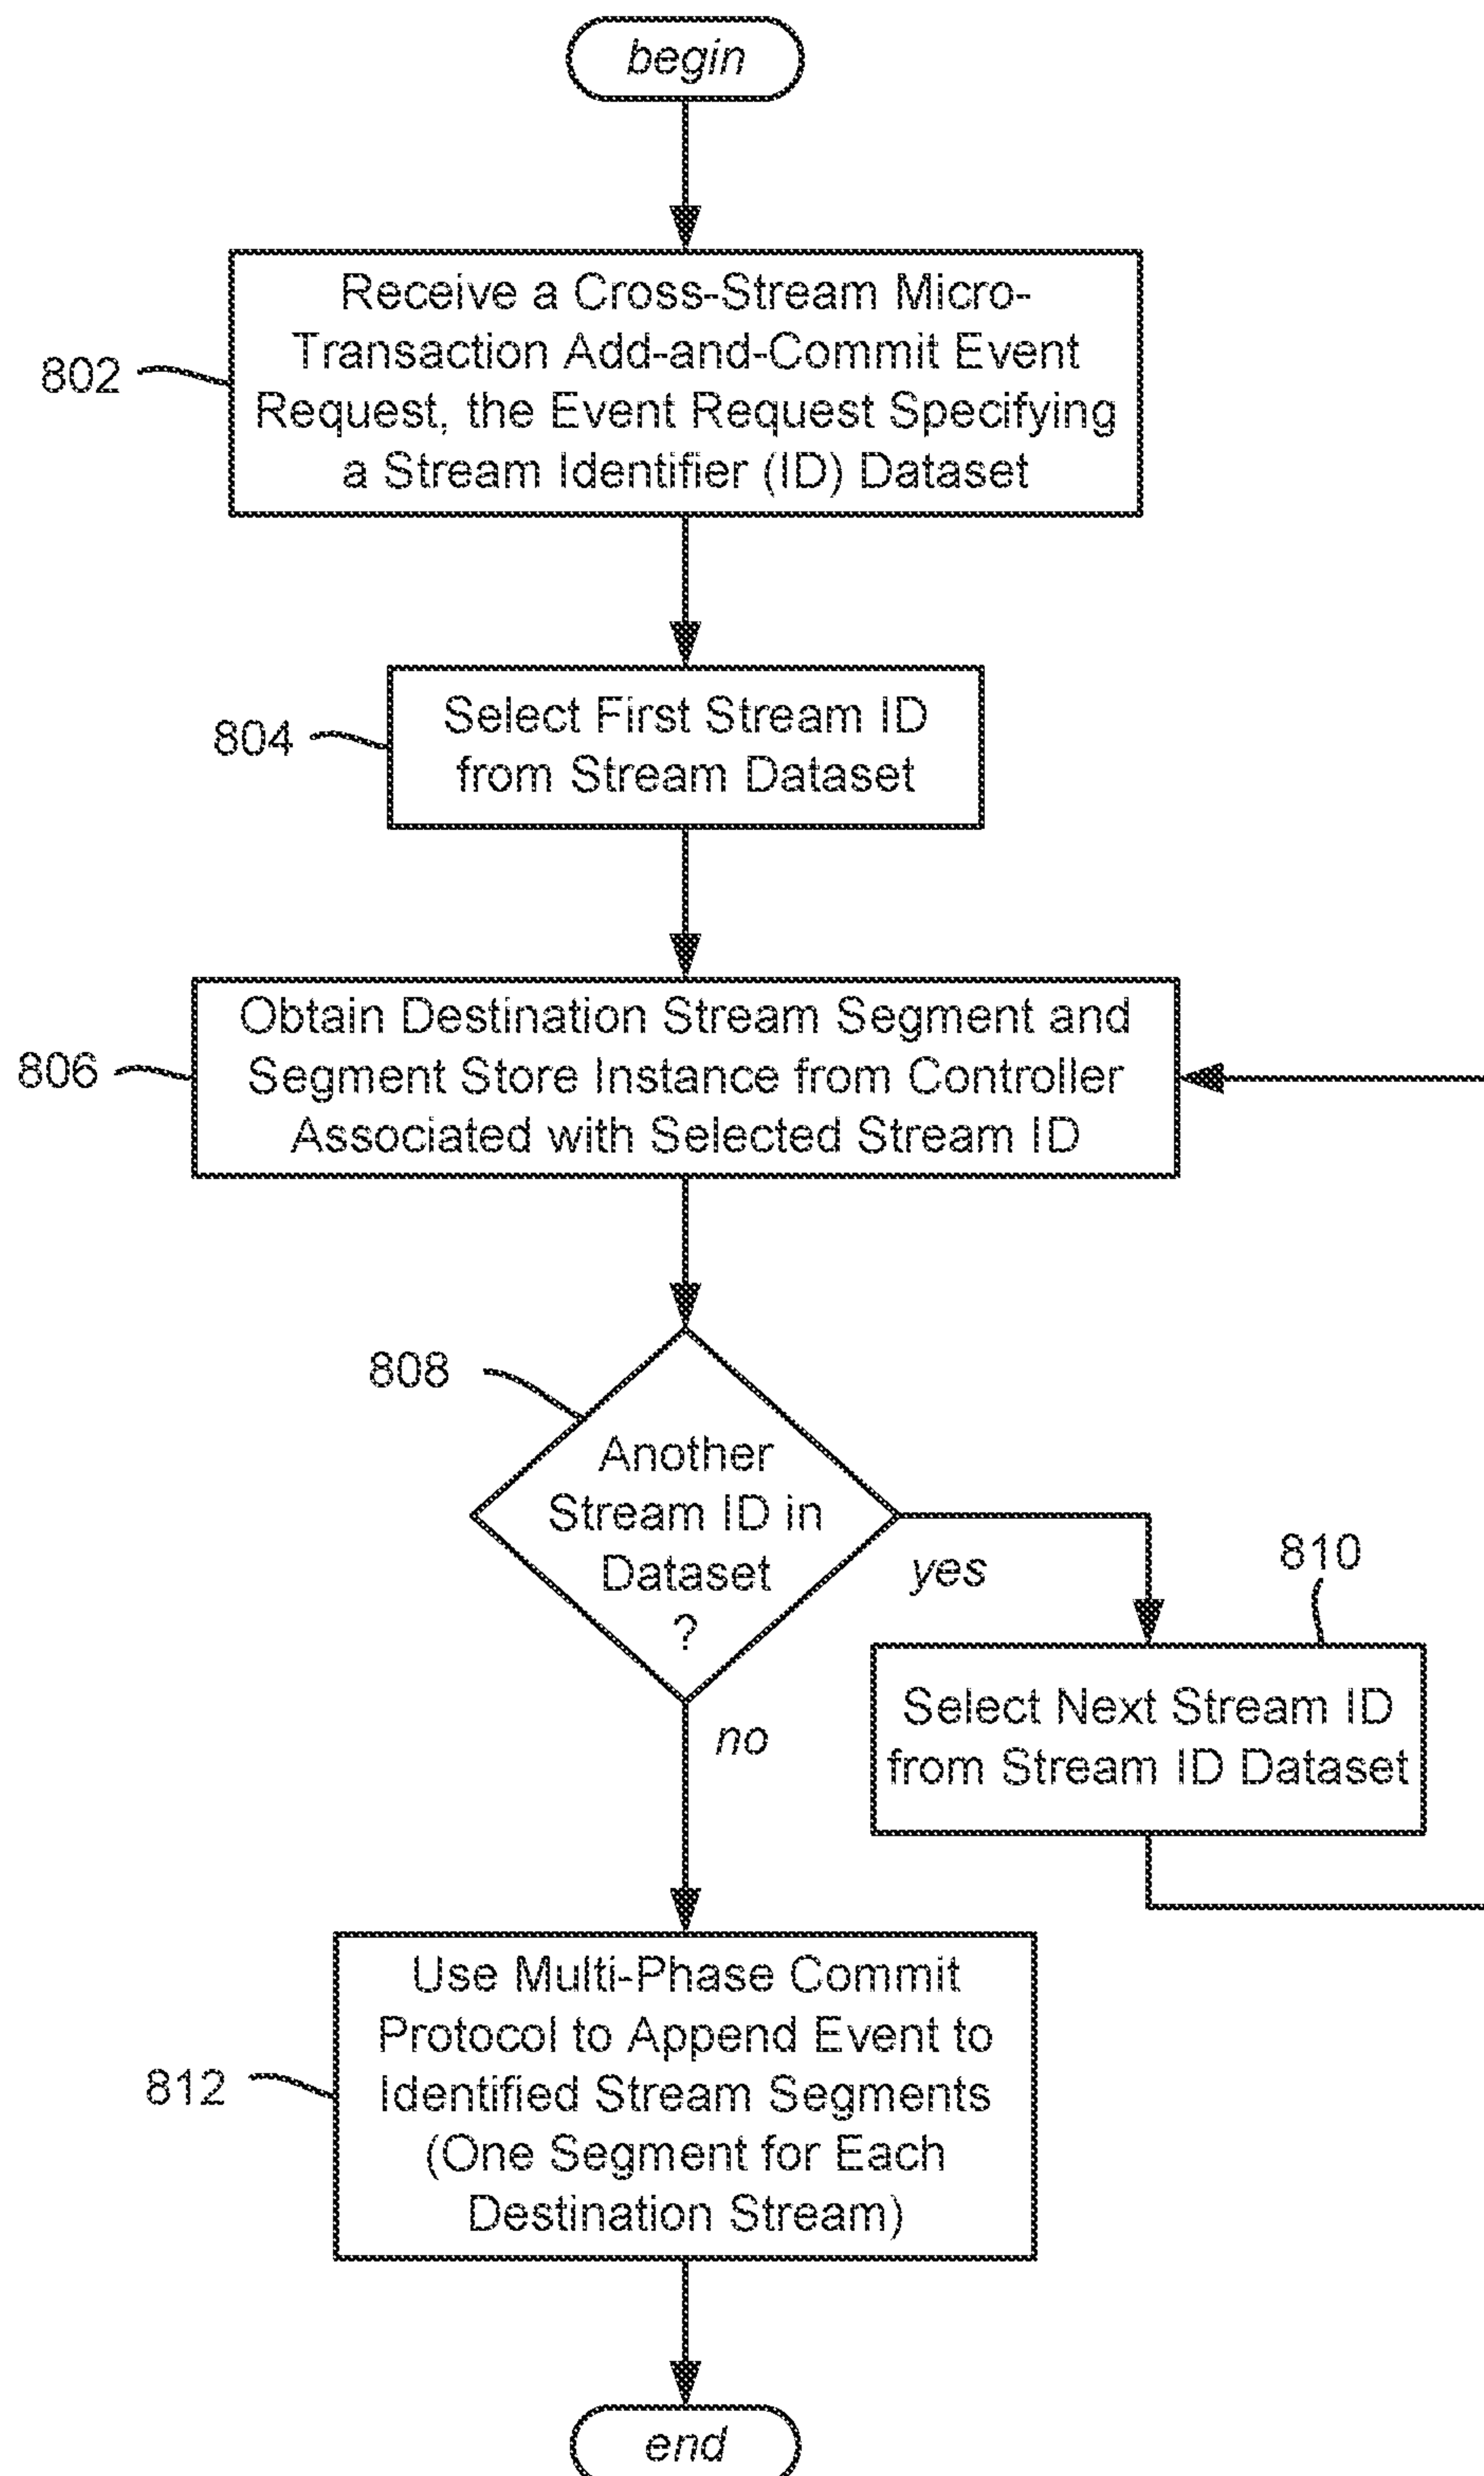 begin
Receive a Cross-Stream Micro-
Transaction Add-and-Commit Event
Request, the Event Request Specifying
a Stream Identifier (ID) Dataset
802
Select First Stream ID
from Stream Dataset
804
Obtain Destination Stream Segment and
Segment Store Instance from Controller
Associated with Selected Stream ID
806
808
Another
Stream ID in
Dataset
?
yes
810
Select Next Stream ID
from Stream ID Dataset
no
Use Multi-Phase Commit
Protocol to Append Event to
Identified Stream Segments
(One Segment for Each
Destination Stream)
812
end